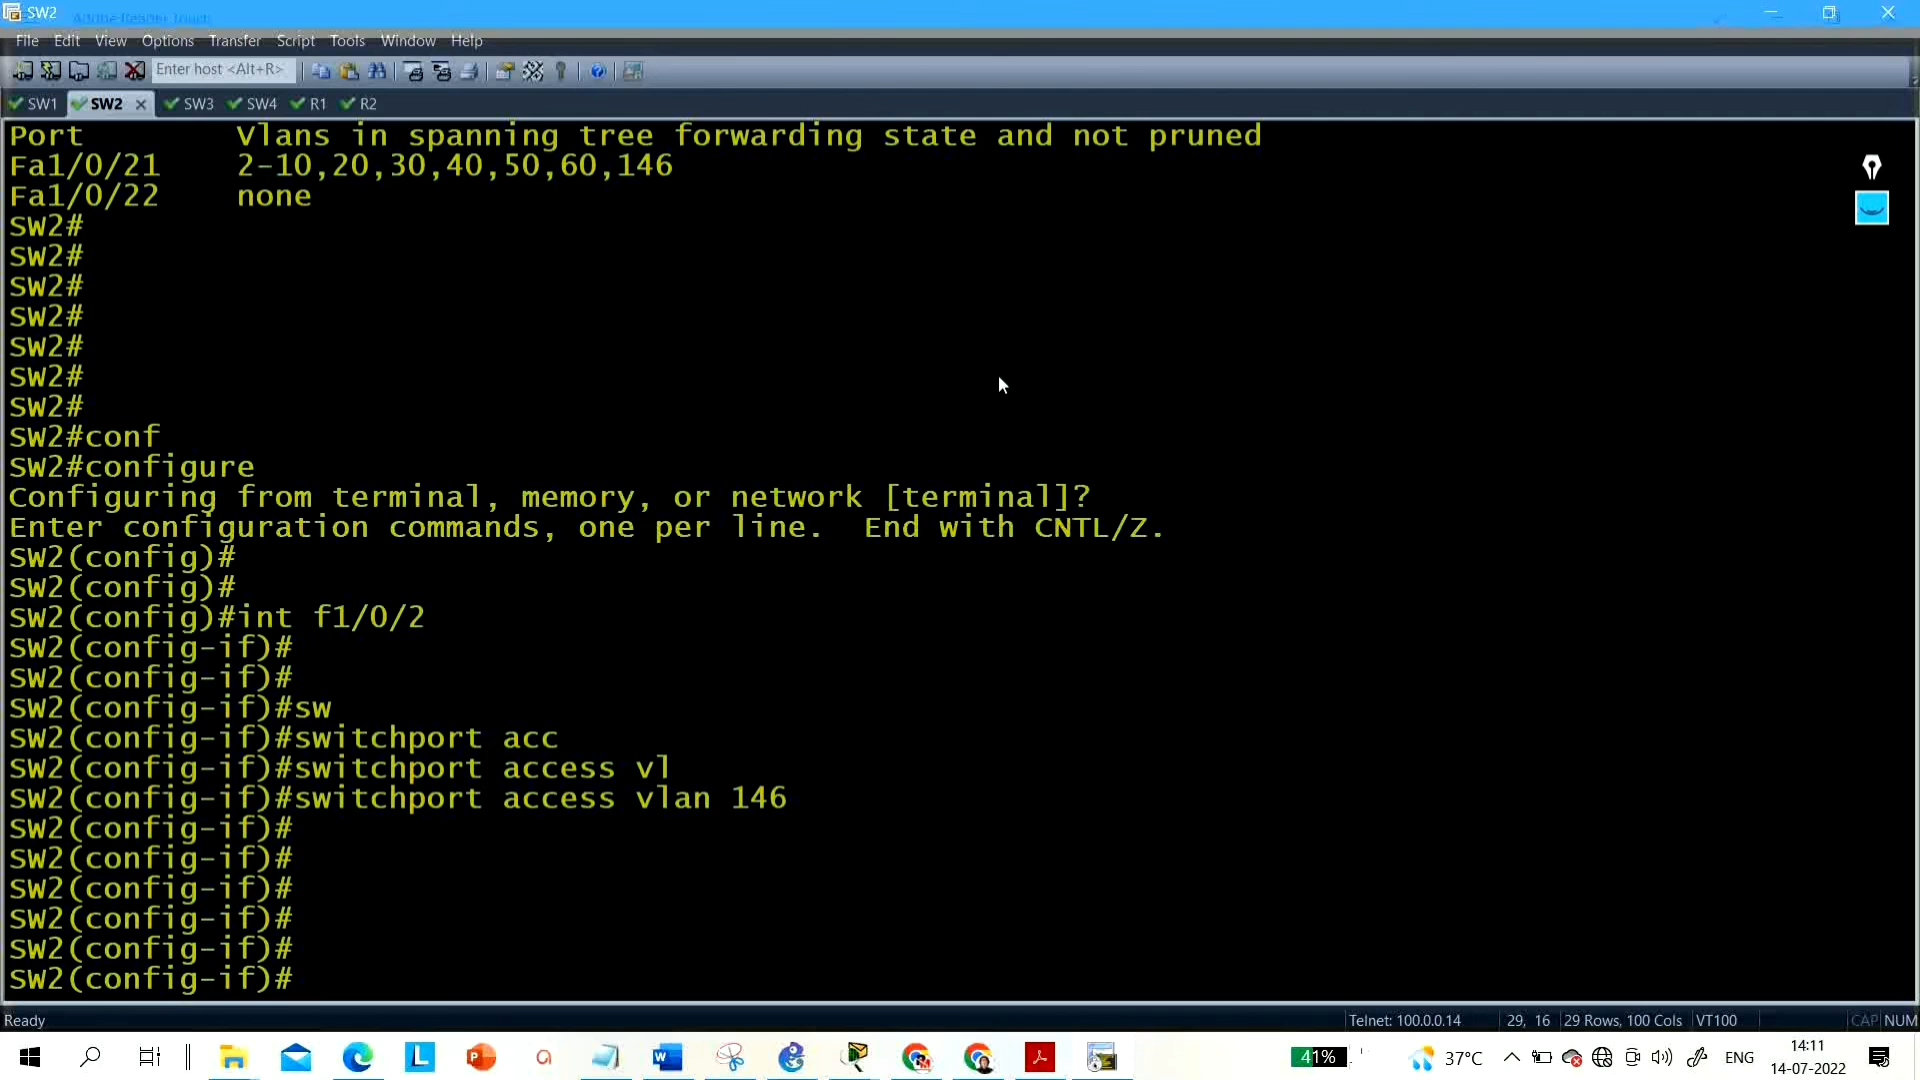 SW2
File Edit View Options Transfer Script Tools Window Help
Enter host <Alt+R>
SW1 SW2 SW3 SW4 R1 R2
Port        Vlans in spanning tree forwarding state and not pruned
Fa1/0/21    2-10,20,30,40,50,60,146
Fa1/0/22    none
SW2#
SW2#
SW2#
SW2#
SW2#
SW2#
SW2#
SW2#conf
SW2#configure
Configuring from terminal, memory, or network [terminal]?
Enter configuration commands, one per line.  End with CNTL/Z.
SW2(config)#
SW2(config)#
SW2(config)#int f1/0/2
SW2(config-if)#
SW2(config-if)#
SW2(config-if)#sw
SW2(config-if)#switchport acc
SW2(config-if)#switchport access vl
SW2(config-if)#switchport access vlan 146
SW2(config-if)#
SW2(config-if)#
SW2(config-if)#
SW2(config-if)#
SW2(config-if)#
SW2(config-if)#
Ready Telnet: 100.0.0.14 29, 16 29 Rows, 100 Cols VT100 CAP NUM
41% 37°C ENG 14:11
14-07-2022